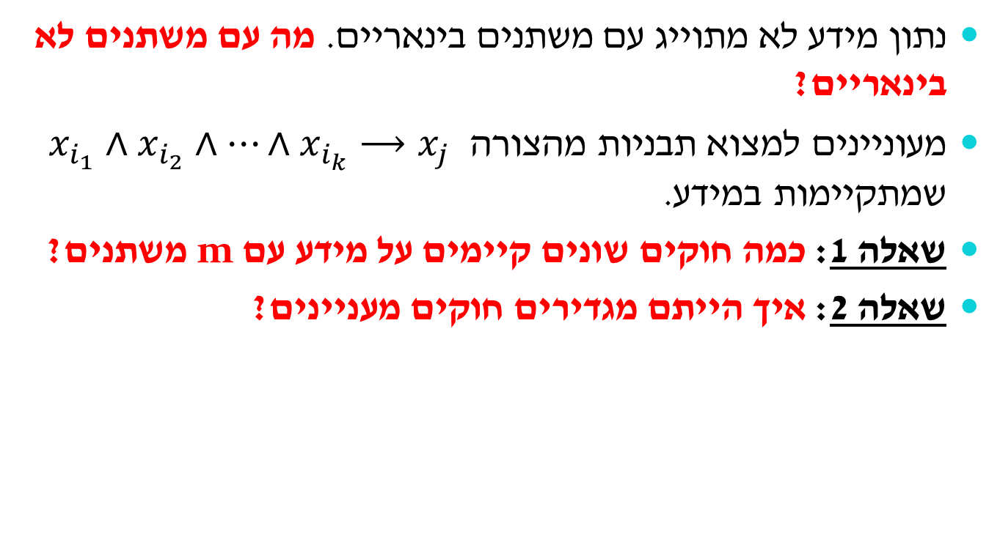 • נתון מידע לא מתוייג עם משתנים בינאריים. מה עם משתנים לא
בינאריים?
• מעוניינים למצוא תבניות מהצורה $x_{i_1} \wedge x_{i_2} \wedge \cdots \wedge x_{i_k} \longrightarrow x_j$
שמתקיימות במידע.
• שאלה 1: כמה חוקים שונים קיימים על מידע עם m משתנים?
• שאלה 2: איך הייתם מגדירים חוקים מעניינים?